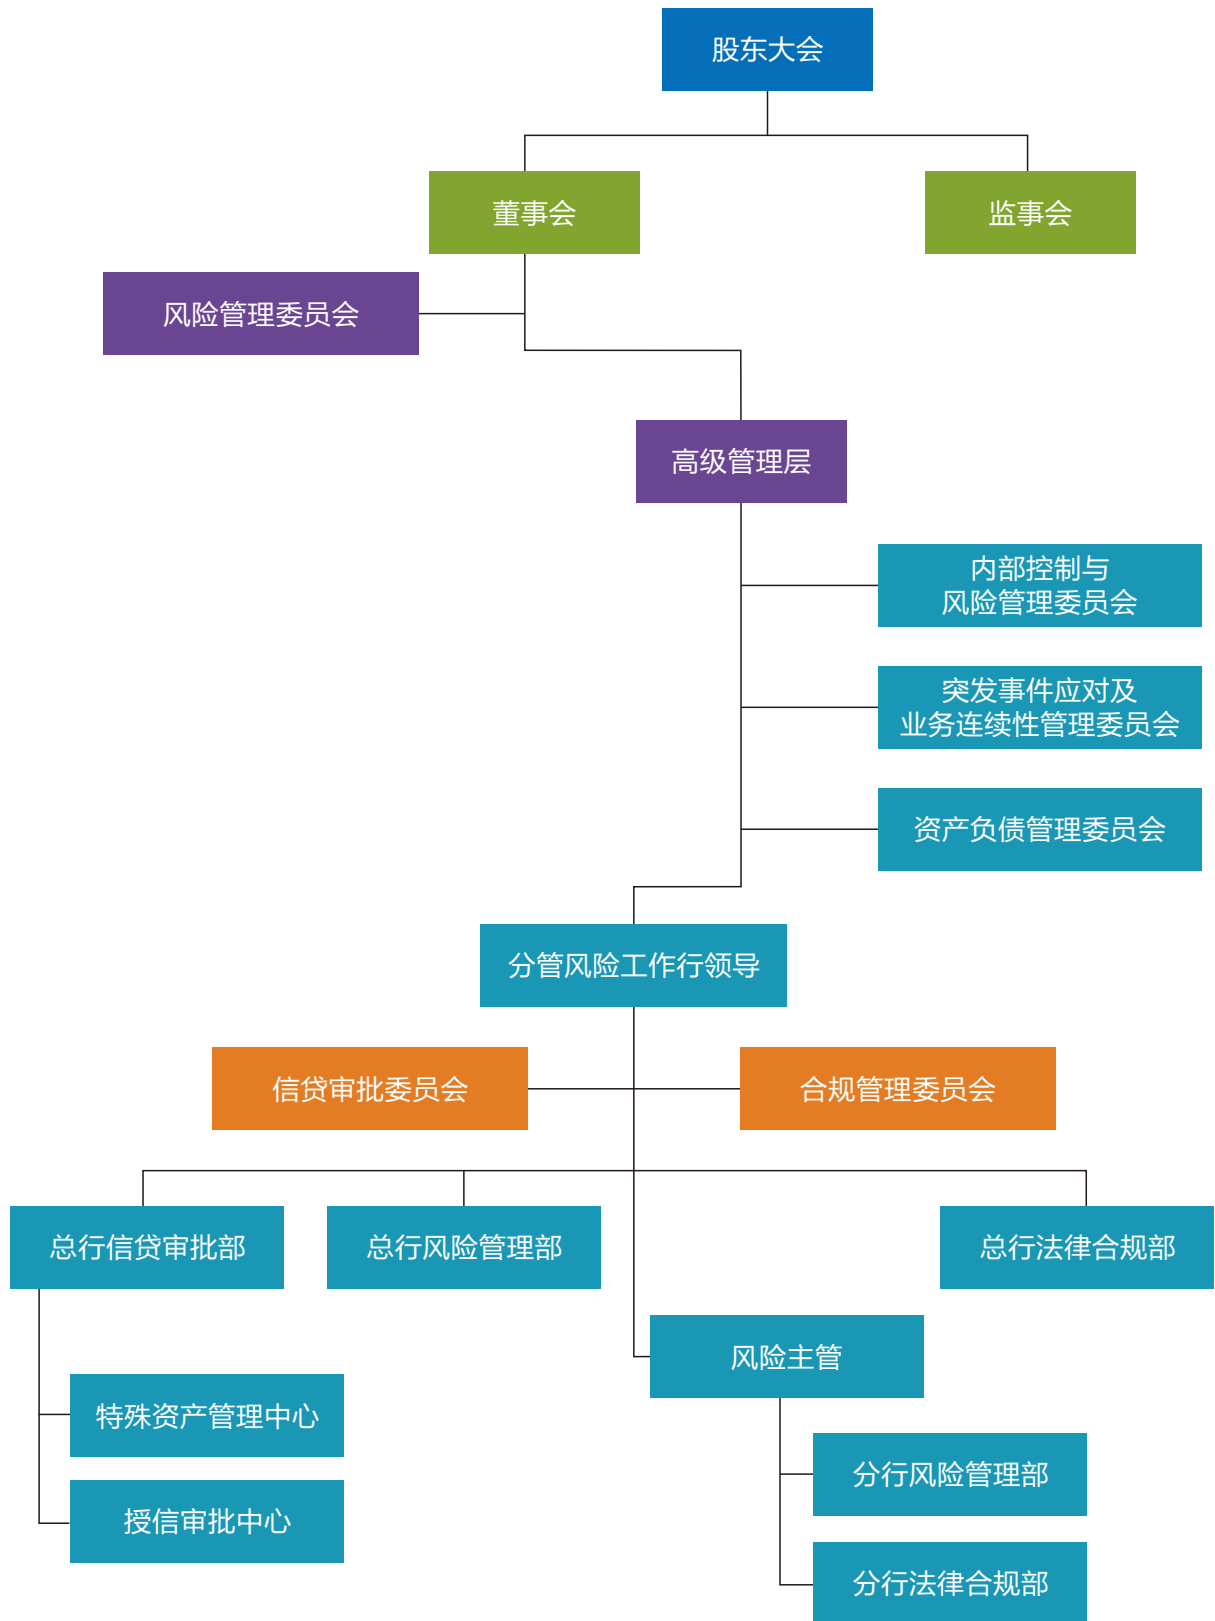 股东大会
董事会
监事会
风险管理委员会
高级管理层
内部控制与
风险管理委员会
突发事件应对及
业务连续性管理委员会
资产负债管理委员会
分管风险工作行领导
信贷审批委员会
合规管理委员会
总行信贷审批部
总行风险管理部
总行法律合规部
风险主管
特殊资产管理中心
分行风险管理部
授信审批中心
分行法律合规部